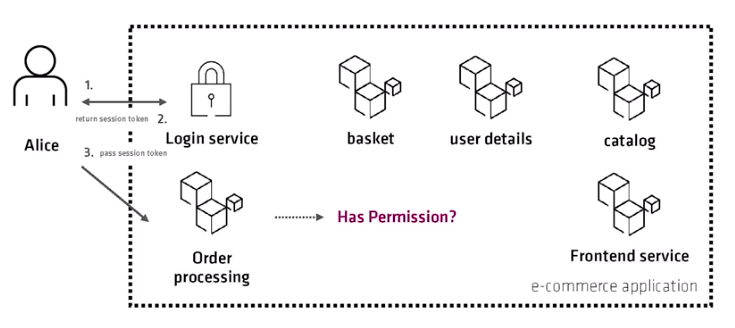 1.
return session token 2.
Alice
Login service
basket
user details
catalog
3. pass session token
Order
processing
Has Permission?
Frontend service
e-commerce application